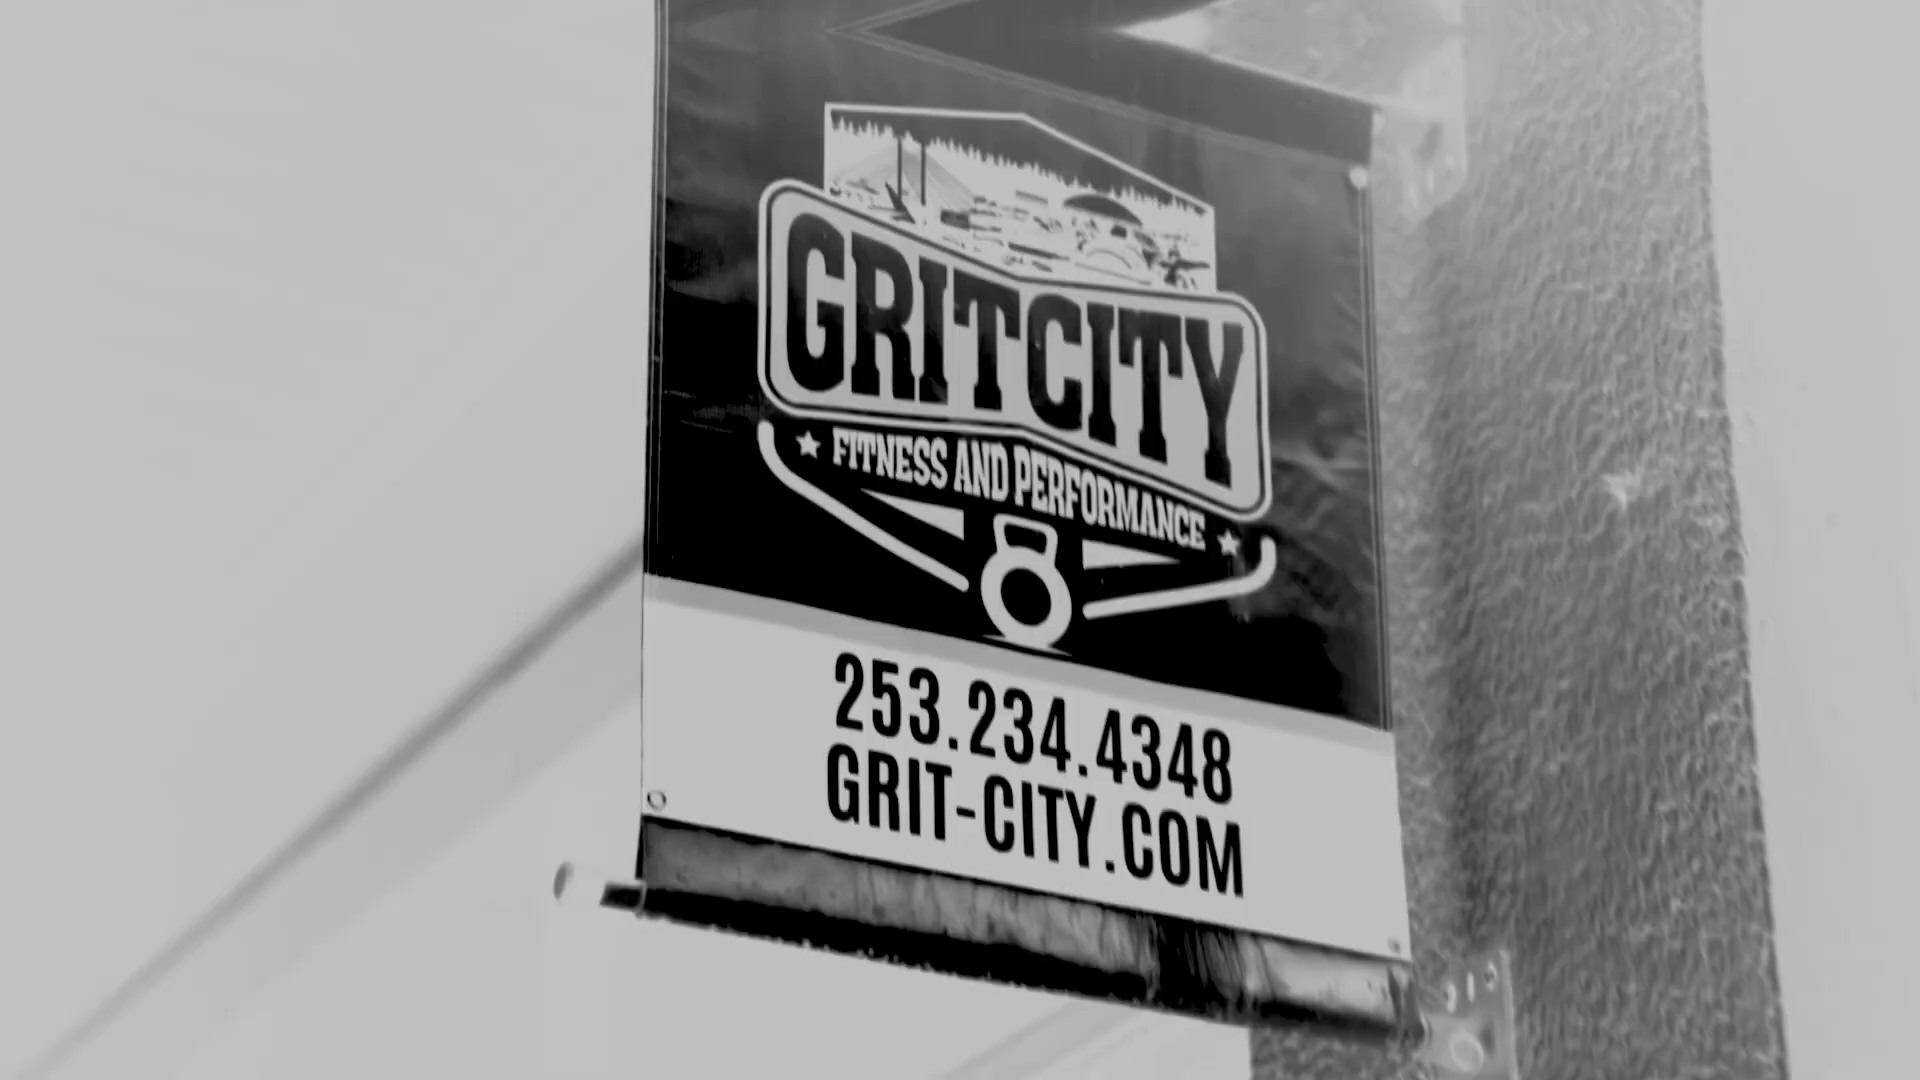 GRITCITY
FITNESS AND PERFORMANCE
253.234.4348
GRIT-CITY.COM